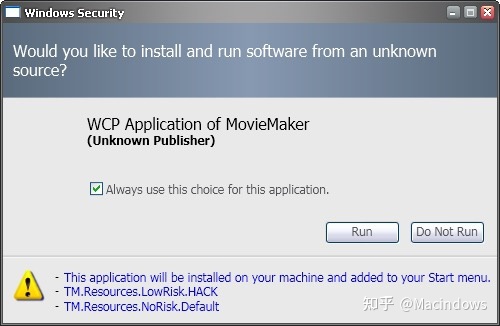 Windows Security
Would you like to install and run software from an unknown
source?
WCP Application of MovieMaker
(Unknown Publisher)
Always use this choice for this application.
Run
Do Not Run
- This application will be installed on your machine and added to your Start menu.
- TM.Resources.LowRisk.HACK
- TM.Resources.NoRisk.Default
知乎 @Macindows